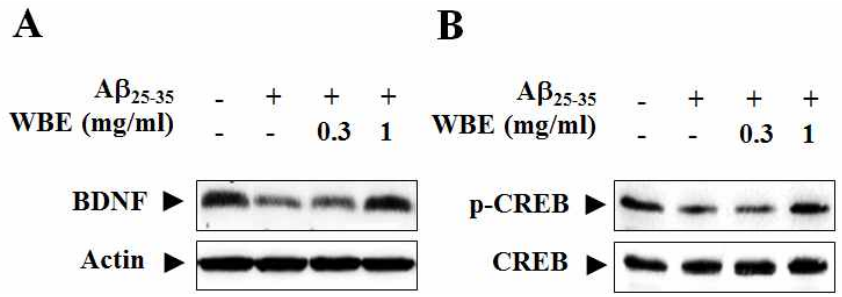 A
Aβ25-35 - + + +
WBE (mg/ml) - - 0.3 1
BDNF ►
Actin ►
B
Aβ25-35 - + + +
WBE (mg/ml) - - 0.3 1
p-CREB ►
CREB ►